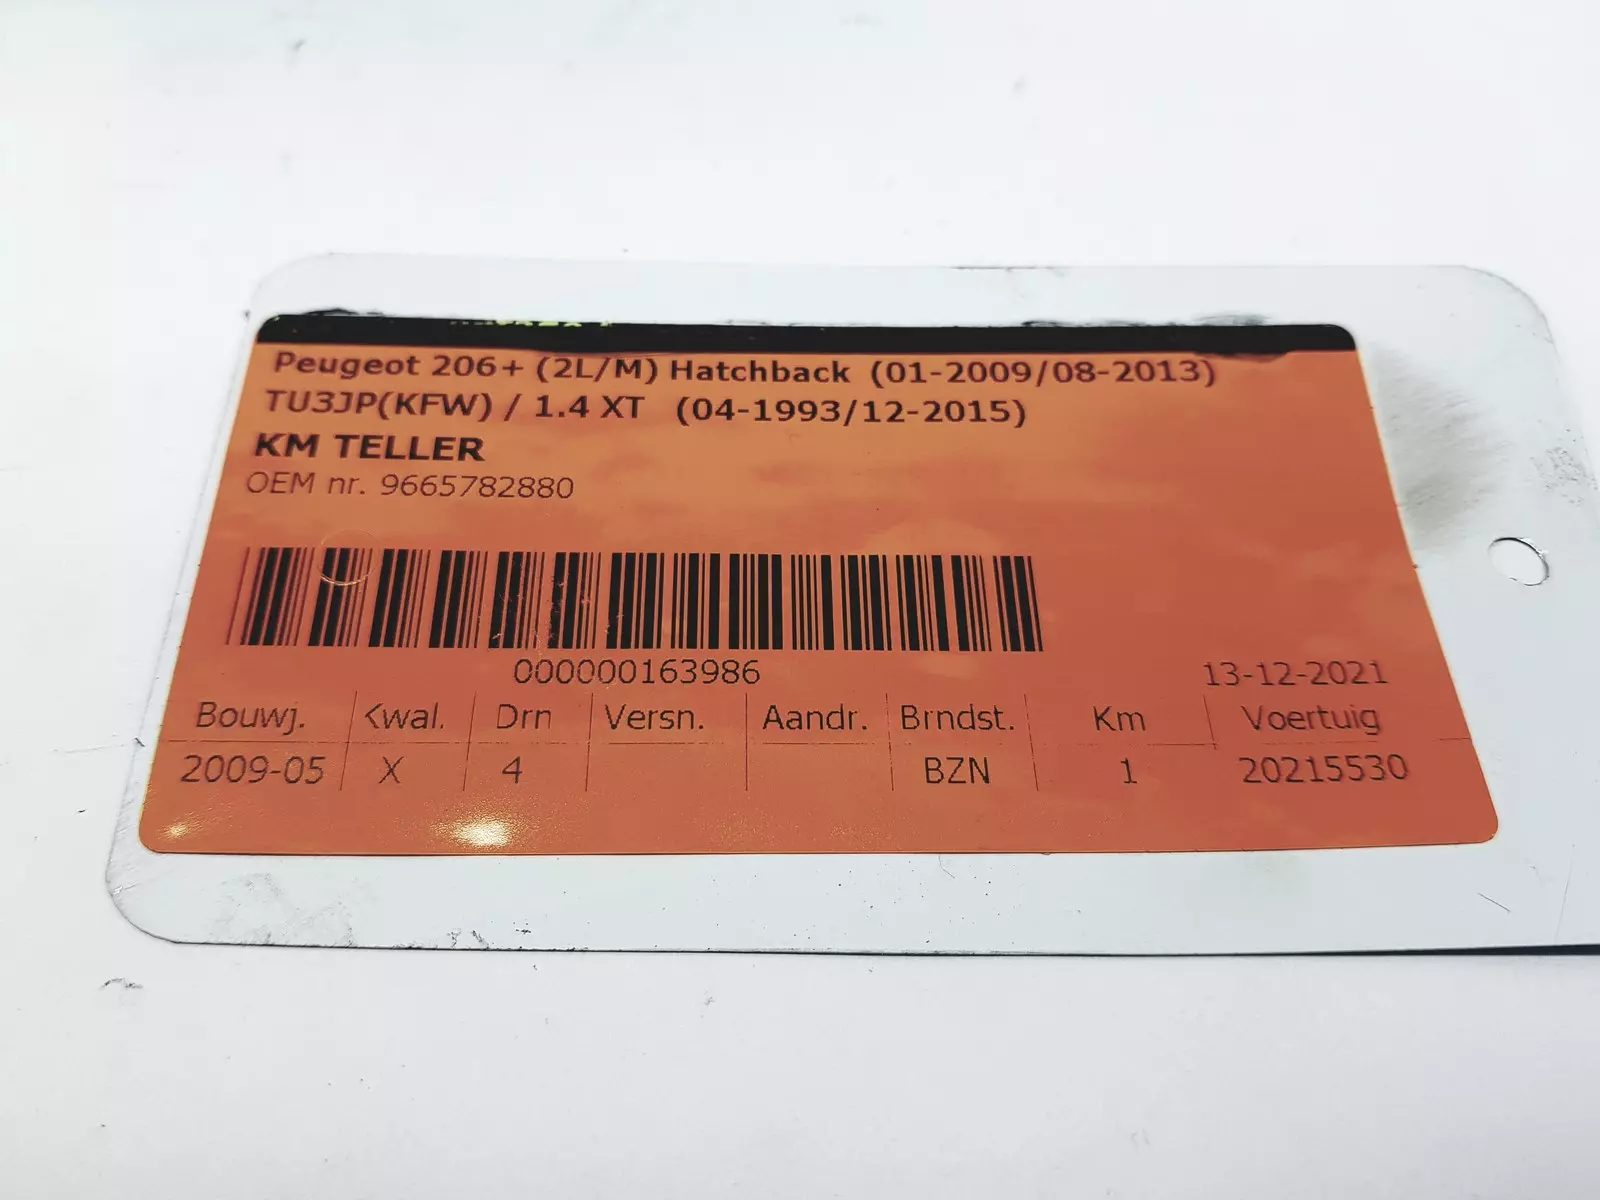 Peugeot 206+ (2L/M) Hatchback (01-2009/08-2013)
TU3JP(KFW) / 1.4 XT (04-1993/12-2015)
KM TELLER
OEM nr. 9665782880
000000163986
13-12-2021
Bouwj. Kwal. Drn Versn. Aandr. Brndst. Km Voertuig
2009-05 X 4 BZN 1 20215530